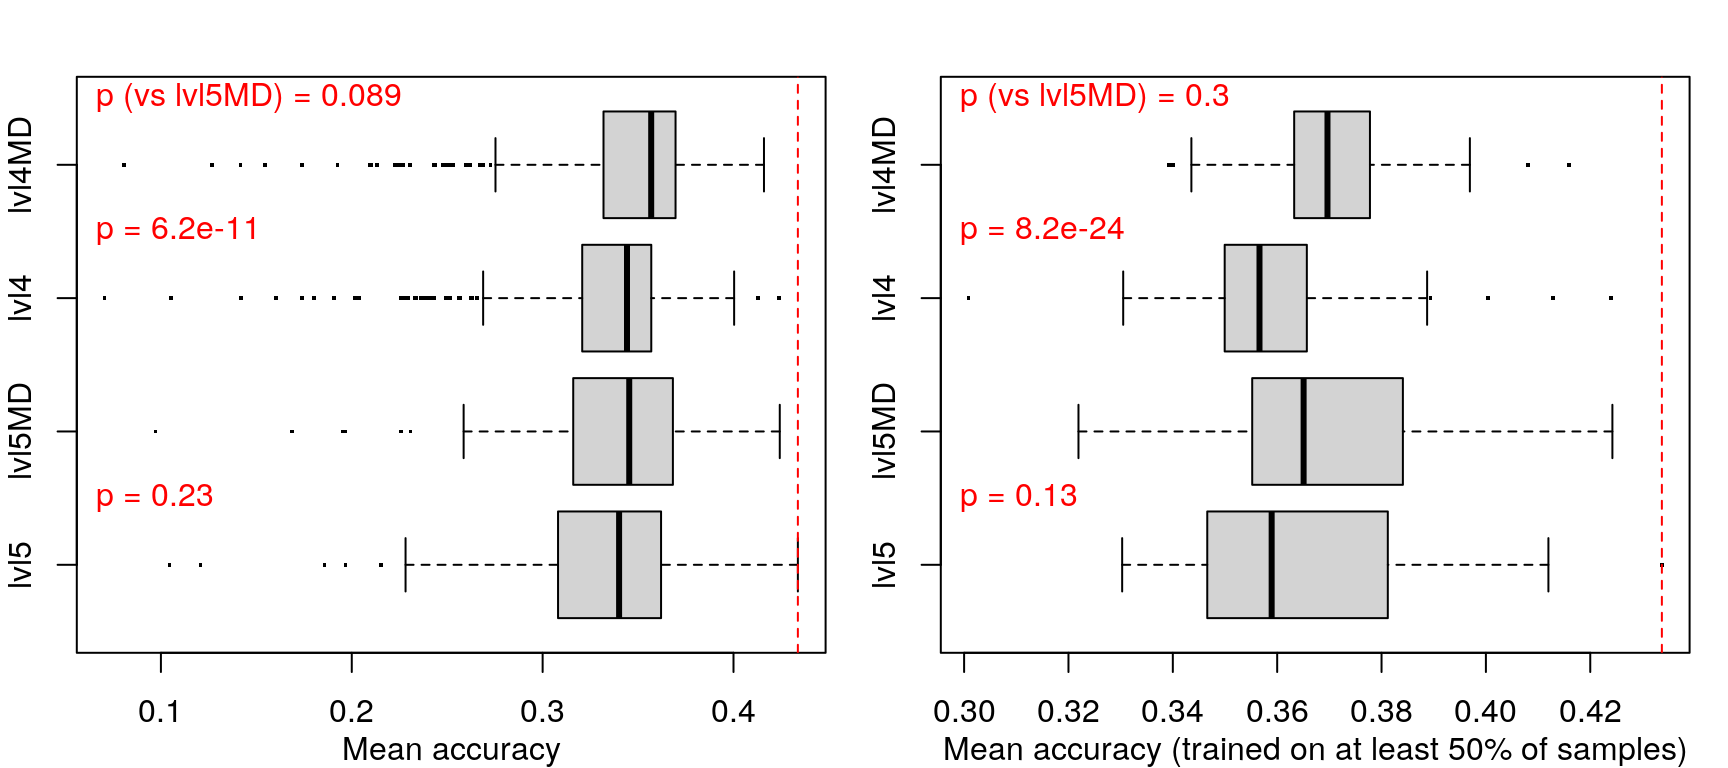 p (vs lvl5MD) = 0.089
lvl4MD
p = 6.2e-11
lvl4
lvl5MD
p = 0.23
lvl5
0.1 0.2 0.3 0.4
Mean accuracy
p (vs lvl5MD) = 0.3
lvl4MD
p = 8.2e-24
lvl4
lvl5MD
p = 0.13
lvl5
0.30 0.32 0.34 0.36 0.38 0.40 0.42
Mean accuracy (trained on at least 50% of samples)